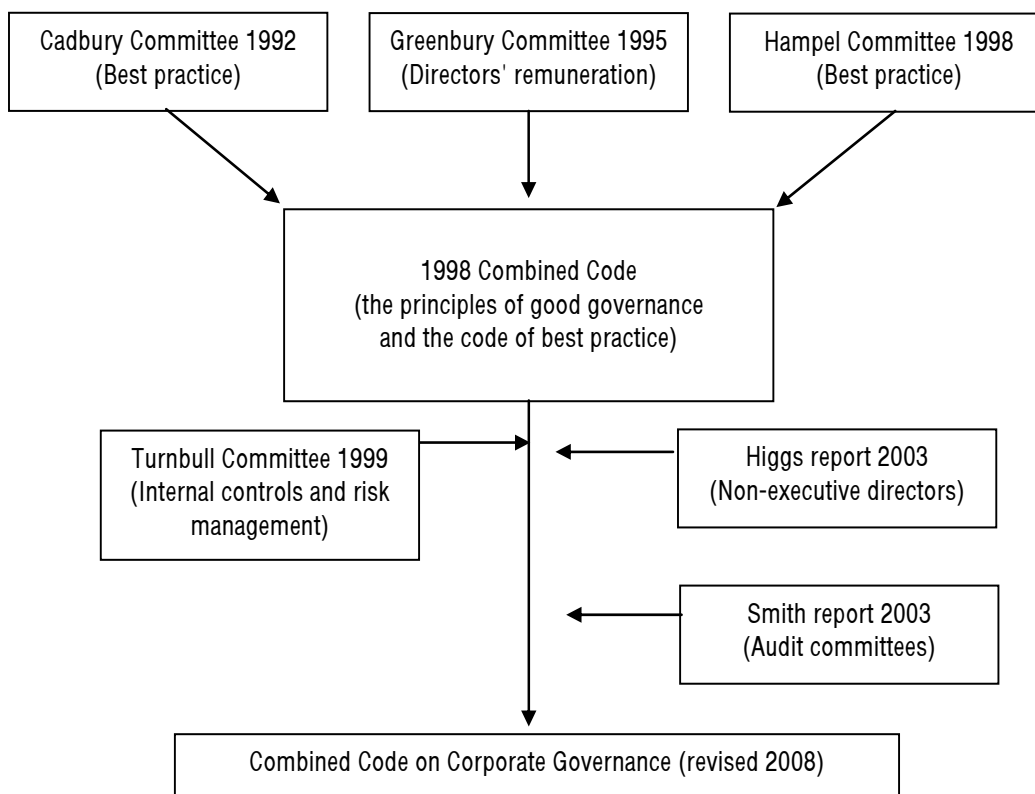 Cadbury Committee 1992
(Best practice)
Greenbury Committee 1995
(Directors' remuneration)
Hampel Committee 1998
(Best practice)
1998 Combined Code
(the principles of good governance
and the code of best practice)
Turnbull Committee 1999
(Internal controls and risk
management)
Higgs report 2003
(Non-executive directors)
Smith report 2003
(Audit committees)
Combined Code on Corporate Governance (revised 2008)